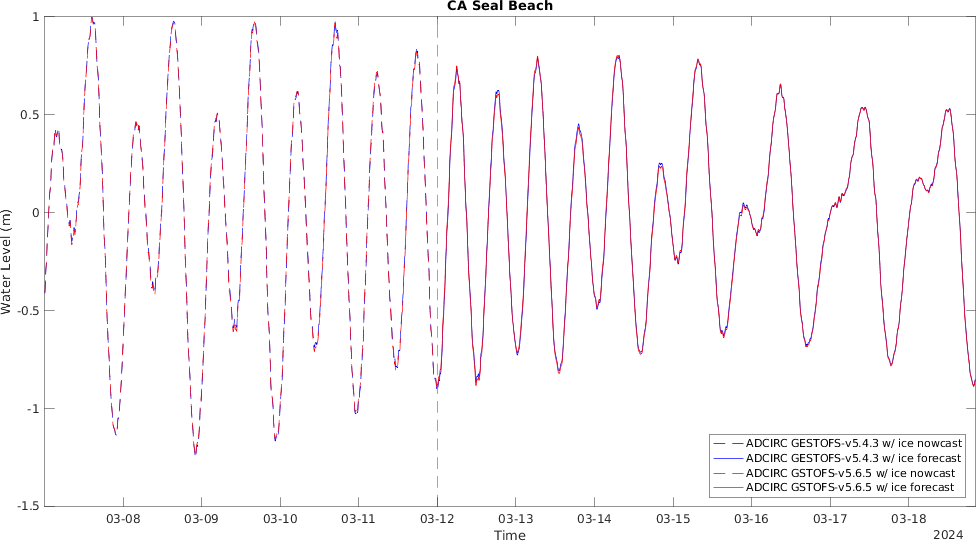 CA Seal Beach
1
0.5
0
-0.5
-1
-1.5
Water Level (m)
03-08
03-09
03-10
03-11
03-12
03-13
03-14
03-15
03-16
03-17
03-18
Time
2024
ADCIRC GESTOFS-v5.4.3 w/ ice nowcast
ADCIRC GESTOFS-v5.4.3 w/ ice forecast
ADCIRC GSTOFS-v5.6.5 w/ ice nowcast
ADCIRC GSTOFS-v5.6.5 w/ ice forecast